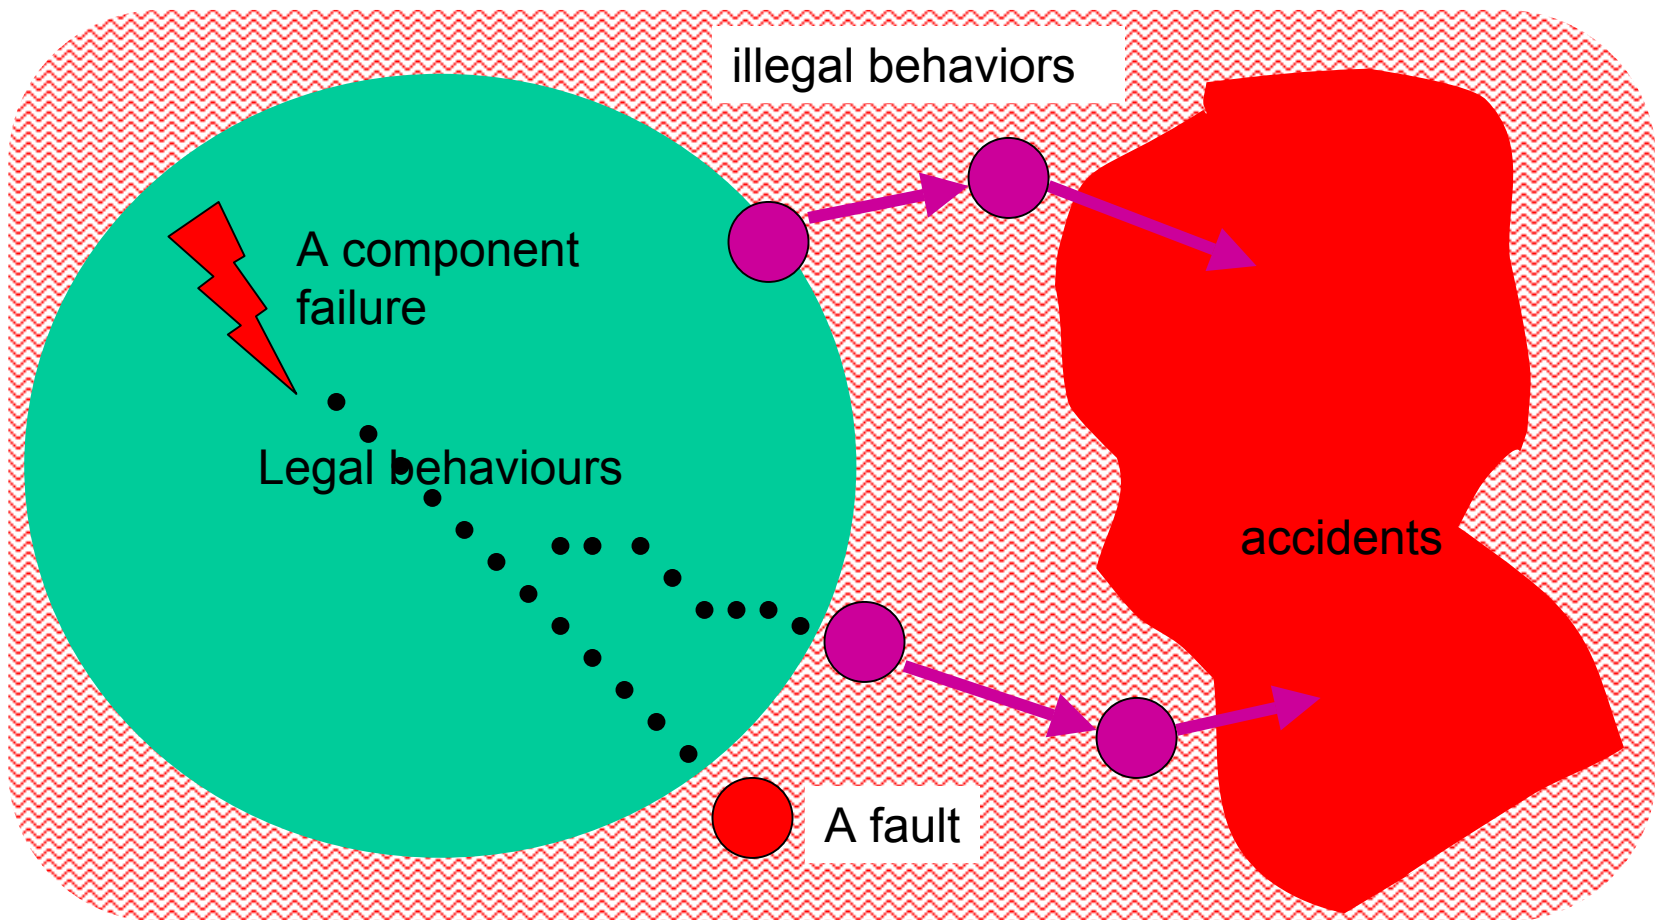 illegal behaviors
A component
failure
Legal behaviours
accidents
A fault